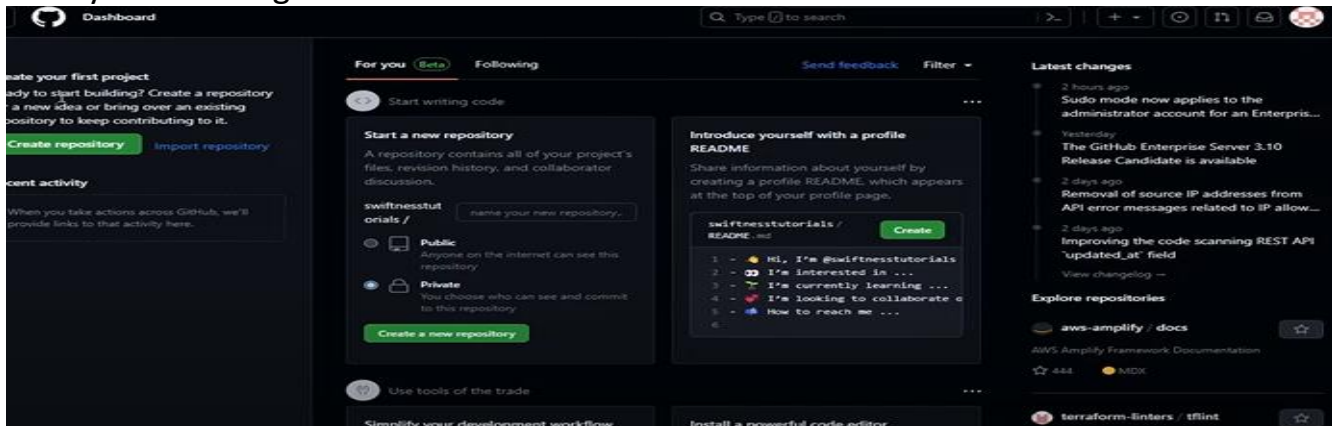 Dashboard
Type / to search
eate your first project
ady to start building? Create a repository
a new idea or bring over an existing
pository to keep contributing to it.
Create repository
Import repository
cent activity
When you take actions across GitHub, we'll
provide links to that activity here.
For you Beta
Following
Send feedback
Filter
Start writing code
Start a new repository
A repository contains all of your project's
files, revision history, and collaborator
discussion.
swiftnesstut
orials /
name your new repository...
Public
Anyone on the internet can see this
repository
Private
You choose who can see and commit
to this repository
Create a new repository
Introduce yourself with a profile
README
Share information about yourself by
creating a profile README, which appears
at the top of your profile page.
swiftnesstutorials /
README.md
Create
1 - 👋 Hi, I'm @swiftnesstutorials
2 - 👀 I'm interested in ...
3 - 🌱 I'm currently learning ...
4 - 💞️ I'm looking to collaborate o
5 - 📫 How to reach me ...
6
Use tools of the trade
Simplify your development workflow
Install a powerful code editor
Latest changes
2 hours ago
Sudo mode now applies to the
administrator account for an Enterpris...
Yesterday
The GitHub Enterprise Server 3.10
Release Candidate is available
2 days ago
Removal of source IP addresses from
API error messages related to IP allow...
2 days ago
Improving the code scanning REST API
`updated_at` field
View changelog →
Explore repositories
aws-amplify / docs
AWS Amplify Framework Documentation
444
MDX
terraform-linters / tflint